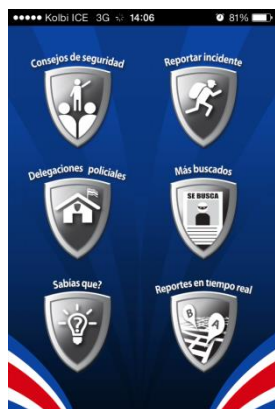 Kolbi ICE 3G 14:06 81%
Consejos de seguridad
Reportar incidente
Delegaciones policiales
Más buscados
SE BUSCA
Sabías que?
Reportes en tiempo real
B
A